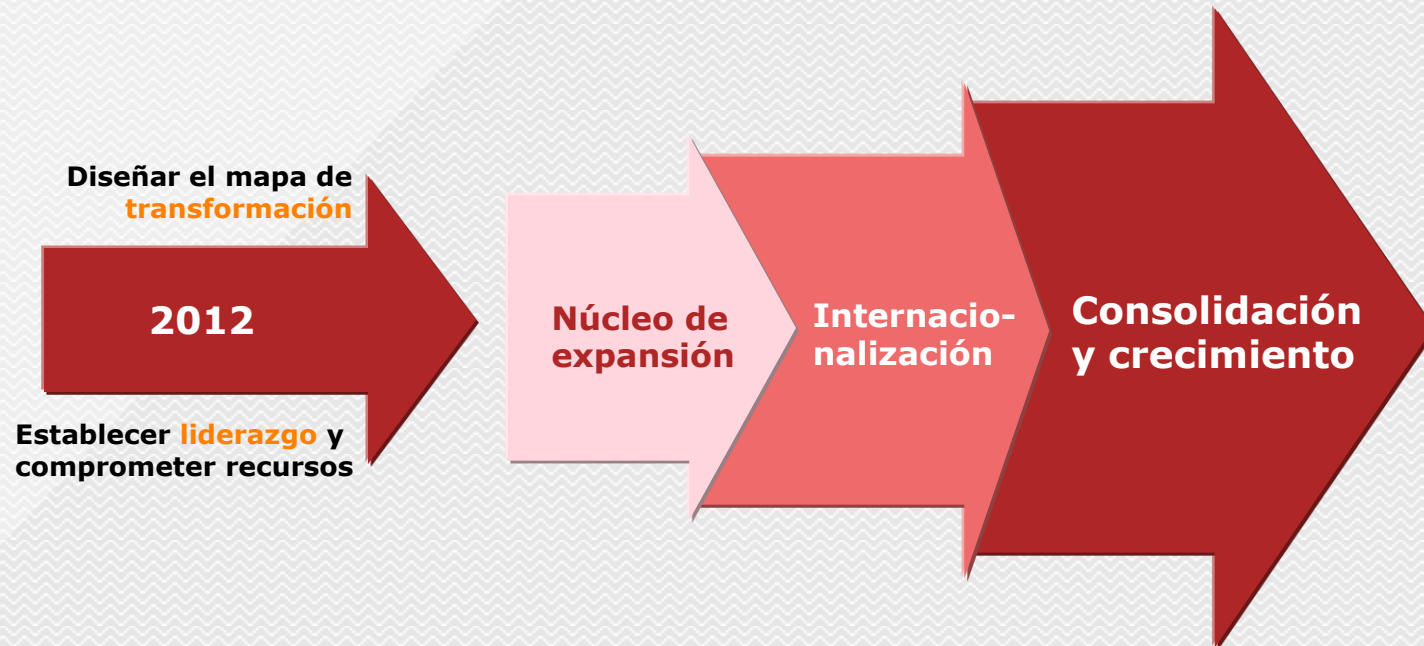 Diseñar el mapa de
transformación
2012
Establecer liderazgo y
comprometer recursos
Núcleo de
expansión
Internacio-
nalización
Consolidación
y crecimiento